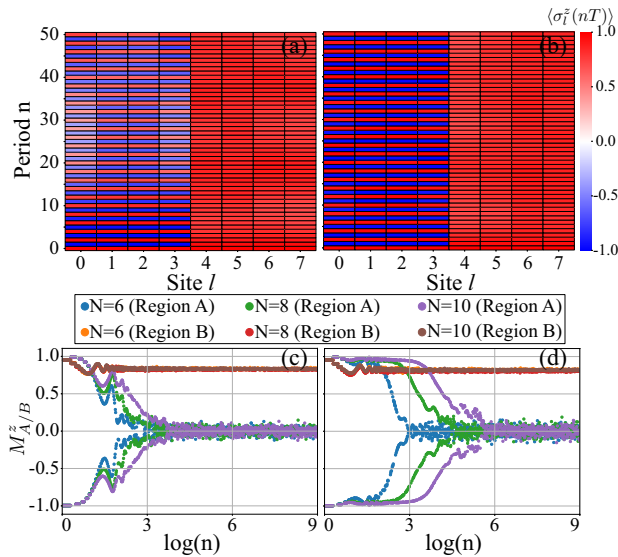 ⟨σ_l^z(nT)⟩
(a)
(b)
Period n
50
40
30
20
10
0
0 1 2 3 4 5 6 7
0 1 2 3 4 5 6 7
Site l
Site l
1.0
0.5
0.0
-0.5
-1.0
N=6 (Region A) N=8 (Region A) N=10 (Region A)
N=6 (Region B) N=8 (Region B) N=10 (Region B)
(c)
(d)
M^z_{A/B}
1.0
0.5
0.0
-0.5
-1.0
0 3 6 9
0 3 6 9
log(n)
log(n)